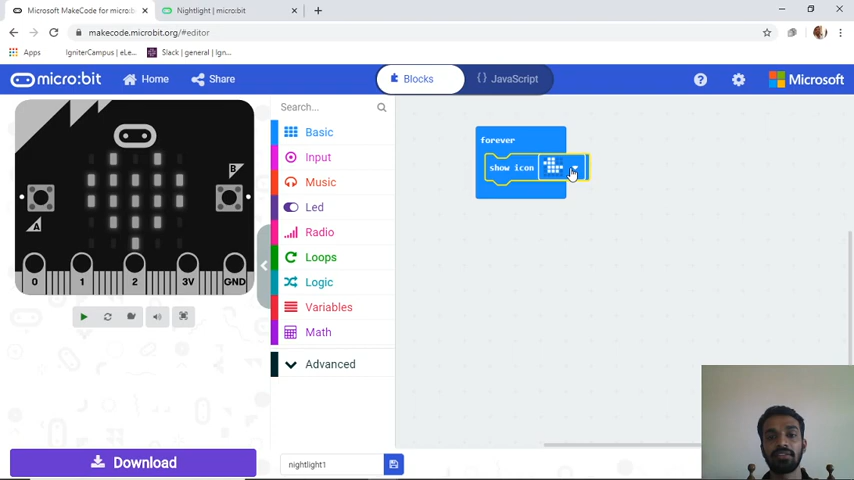 Microsoft MakeCode for micro:bit
Nightlight | micro:bit
makecode.microbit.org/#editor
Apps
IgniterCampus | eLe...
Slack | general | Ign...
micro:bit
Home
Share
Blocks
{} JavaScript
Microsoft
Search...
Basic
Input
Music
Led
Radio
Loops
Logic
Variables
Math
Advanced
forever
show icon
B
A
0 1 2 3V GND
Download
nightlight1